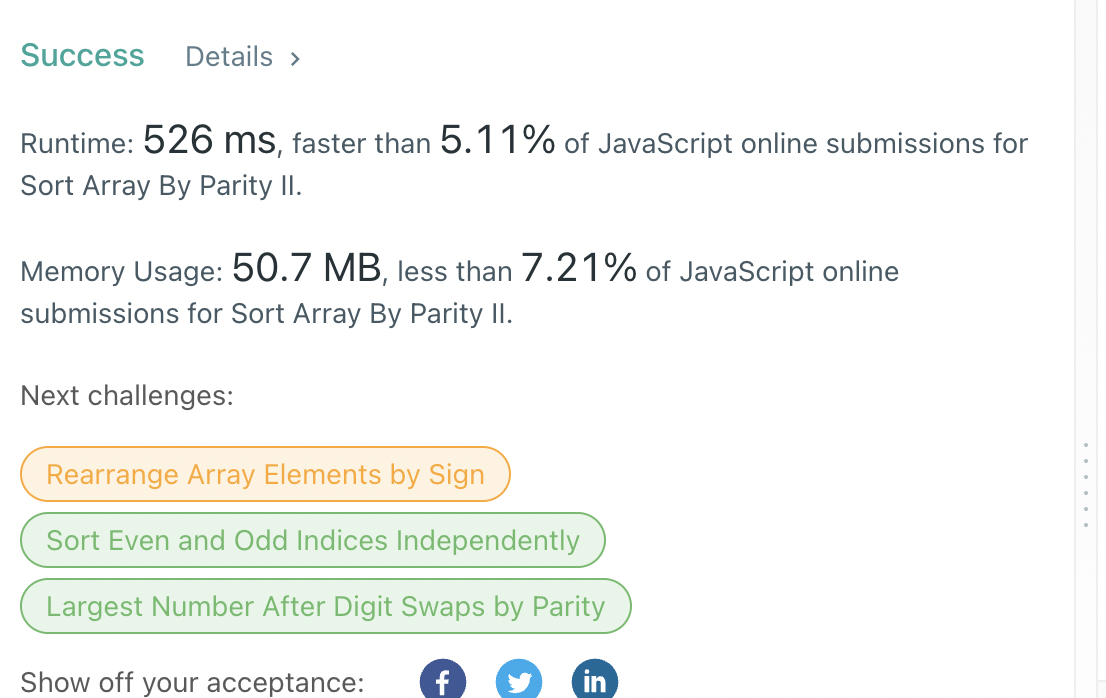 Success Details >
Runtime: 526 ms, faster than 5.11% of JavaScript online submissions for
Sort Array By Parity II.
Memory Usage: 50.7 MB, less than 7.21% of JavaScript online
submissions for Sort Array By Parity II.
Next challenges:
Rearrange Array Elements by Sign
Sort Even and Odd Indices Independently
Largest Number After Digit Swaps by Parity
Show off your acceptance: f in